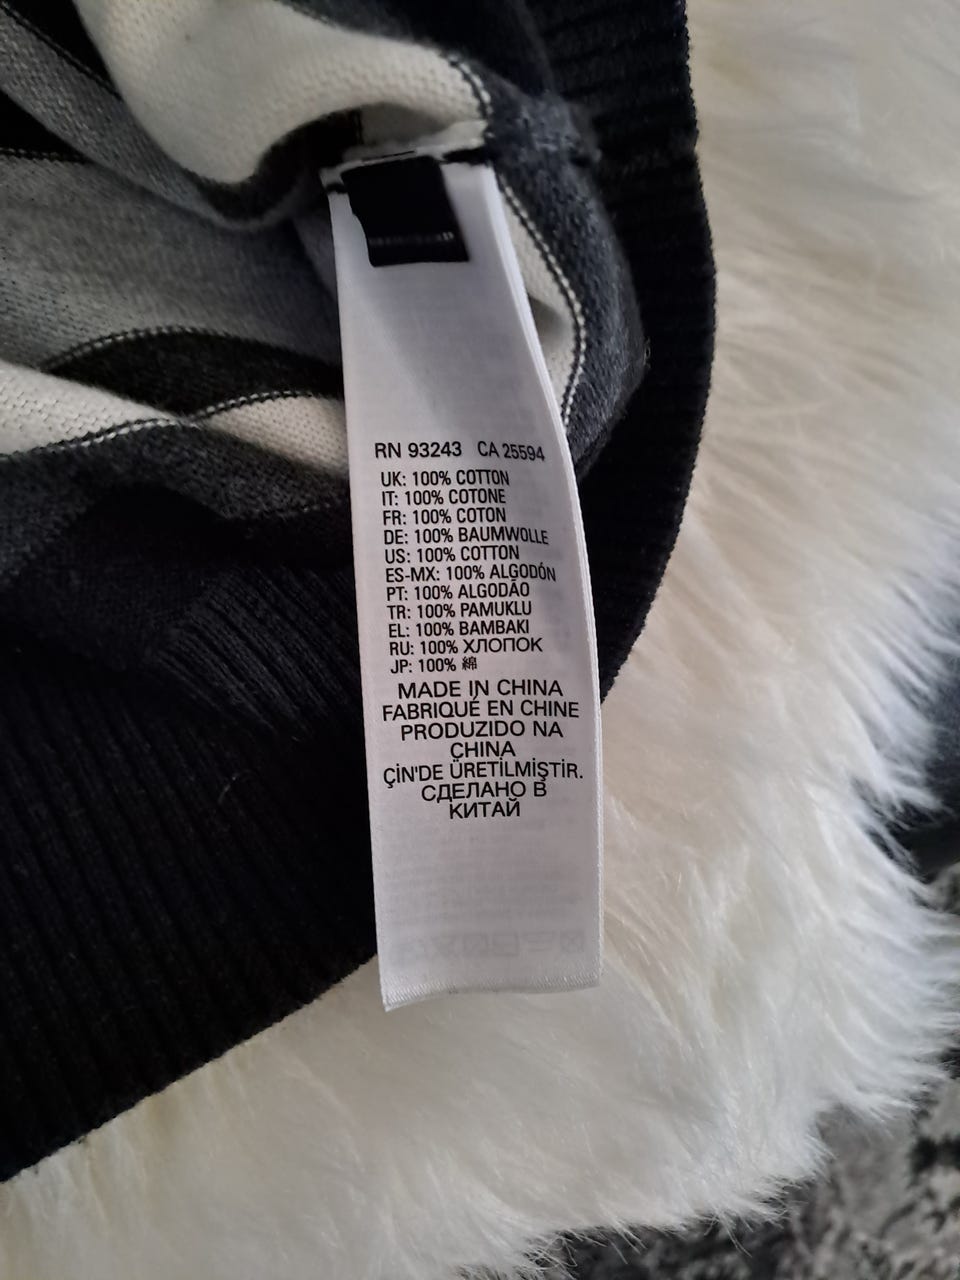 RN 93243 CA 25594
UK: 100% COTTON
IT: 100% COTONE
FR: 100% COTON
DE: 100% BAUMWOLLE
US: 100% COTTON
ES-MX: 100% ALGODÓN
PT: 100% ALGODÃO
TR: 100% PAMUKLU
EL: 100% BAMBAKI
RU: 100% ХЛОПОК
JP: 100% 綿
MADE IN CHINA
FABRIQUÉ EN CHINE
PRODUZIDO NA
CHINA
ÇİN'DE ÜRETİLMİŞTİR.
СДЕЛАНО В
КИТАЙ